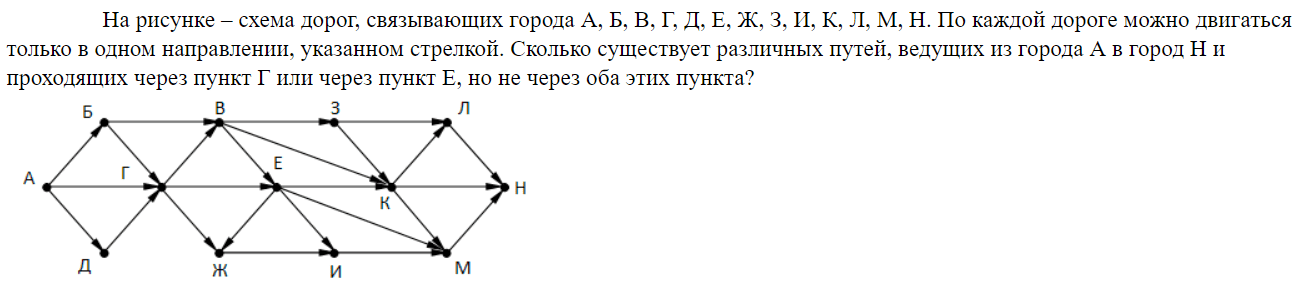 На рисунке – схема дорог, связывающих города А, Б, В, Г, Д, Е, Ж, З, И, К, Л, М, Н. По каждой дороге можно двигаться
только в одном направлении, указанном стрелкой. Сколько существует различных путей, ведущих из города А в город Н и
проходящих через пункт Г или через пункт Е, но не через оба этих пункта?
Б В З Л
Е
А Г
К Н
Д Ж И М